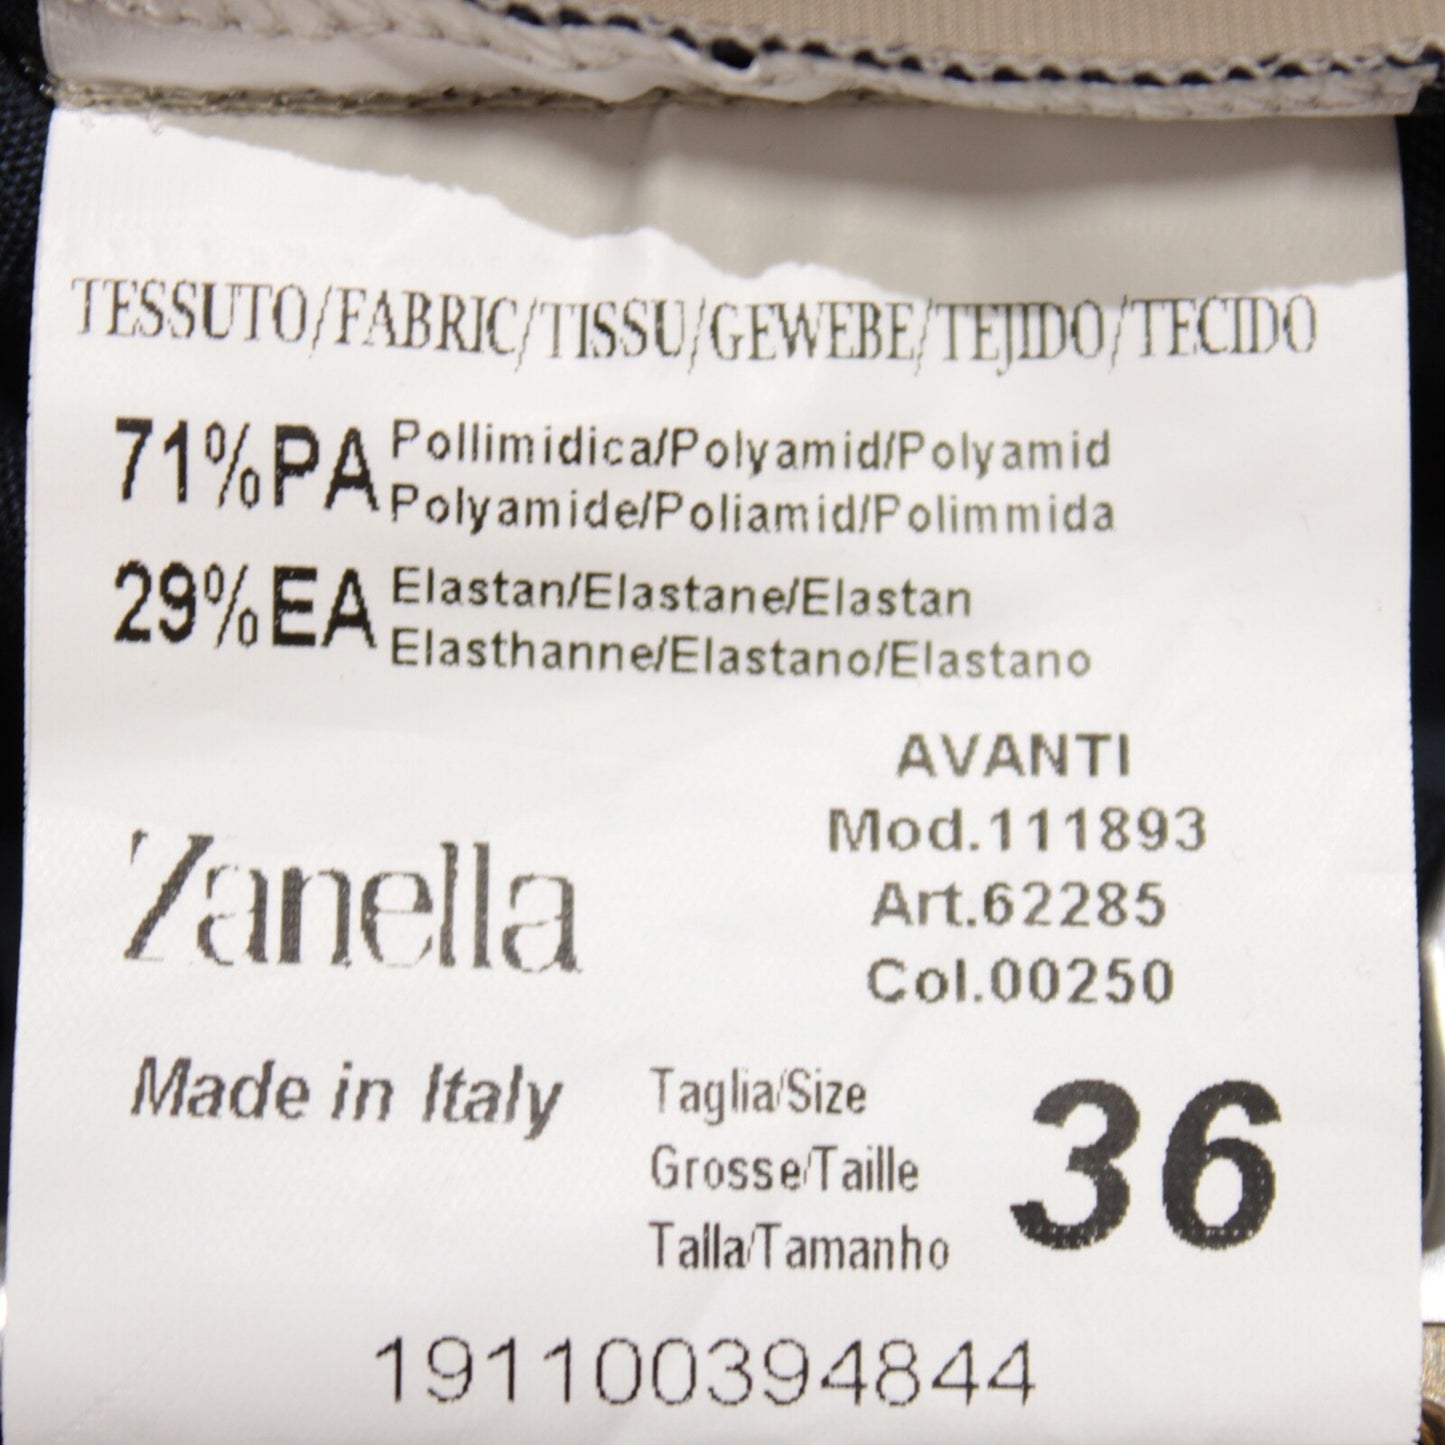 TESSUTO/FABRIC/TISSU/GEWEBE/TEJIDO/TECIDO
71%PA Pollimidica/Polyamid/Polyamid
Polyamide/Poliamid/Polimmida
29%EA Elastan/Elastane/Elastan
Elasthanne/Elastano/Elastano
AVANTI
Mod.111893
Art.62285
Col.00250
Zanella
Made in Italy
Taglia/Size
Grosse/Taille
Talla/Tamanho
36
191100394844